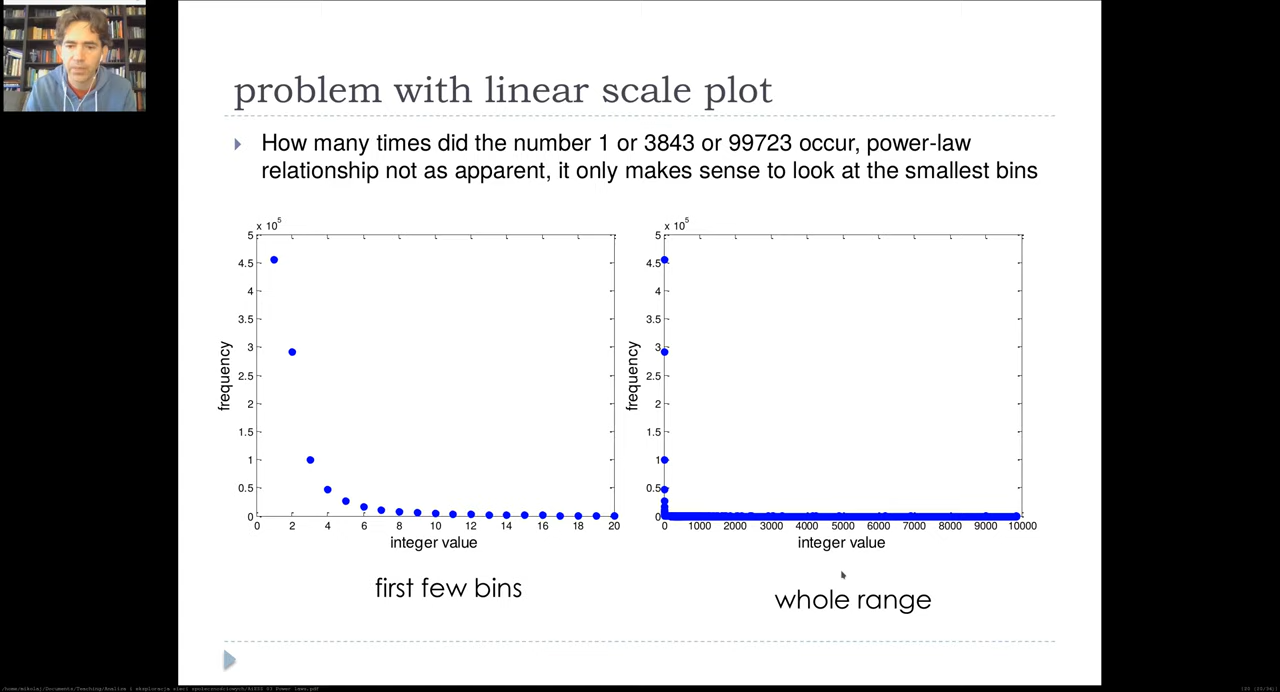 problem with linear scale plot
How many times did the number 1 or 3843 or 99723 occur, power-law
relationship not as apparent, it only makes sense to look at the smallest bins
x 10^5
5
4.5
4
3.5
3
2.5
2
1.5
1
0.5
0
frequency
0 2 4 6 8 10 12 14 16 18 20
integer value
first few bins
x 10^5
5
4.5
4
3.5
3
2.5
2
1.5
1
0.5
0
frequency
0 1000 2000 3000 4000 5000 6000 7000 8000 9000 10000
integer value
whole range